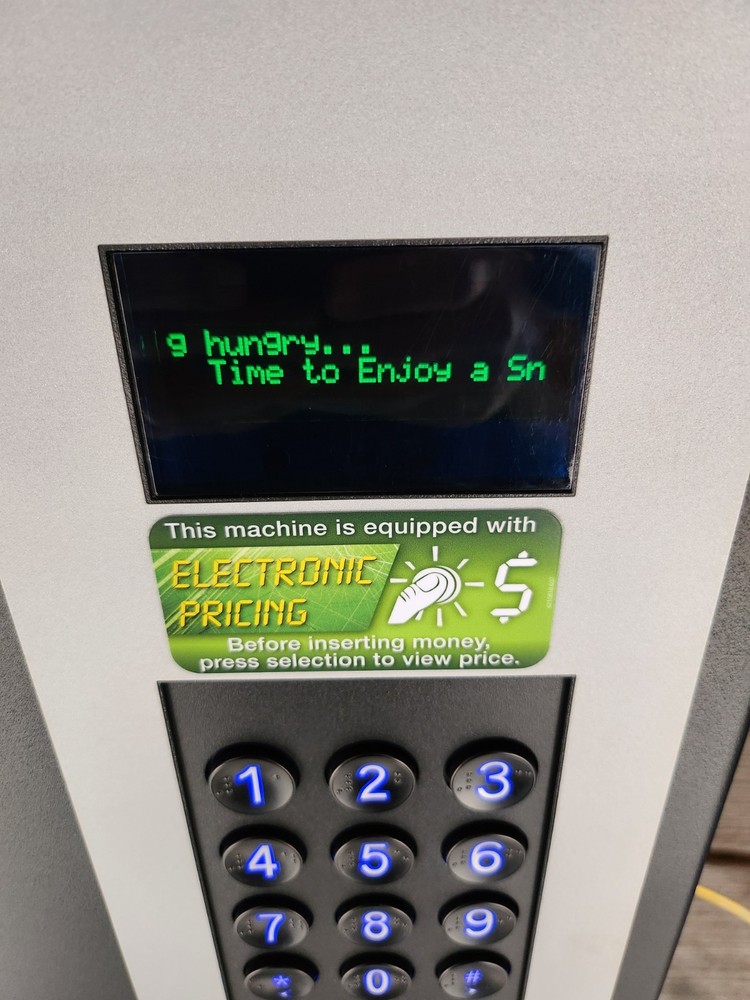 g hungry...
Time to Enjoy a Sn
This machine is equipped with
ELECTRONIC
PRICING
$
Before inserting money,
press selection to view price.
1 2 3
4 5 6
7 8 9
* 0 #